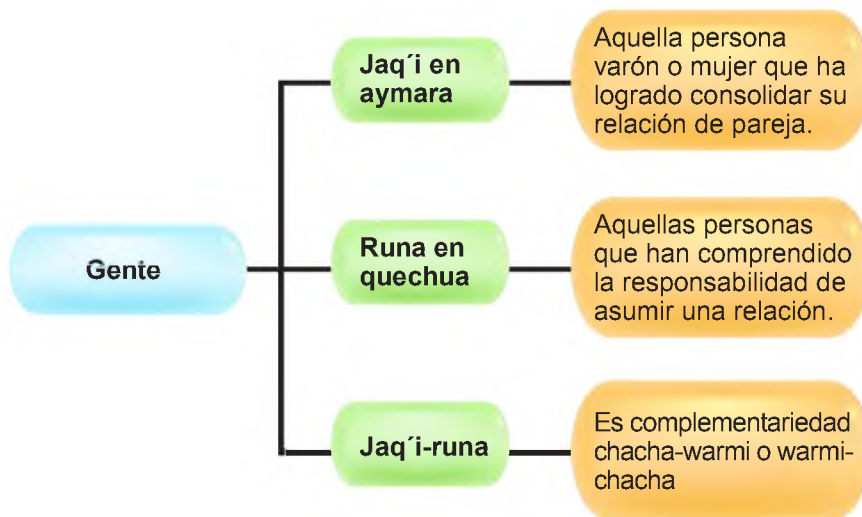 Gente
Jaq´i en
aymara
Aquella persona
varón o mujer que ha
logrado consolidar su
relación de pareja.
Runa en
quechua
Aquellas personas
que han comprendido
la responsabilidad de
asumir una relación.
Jaq´i-runa
Es complementariedad
chacha-warmi o warmi-
chacha